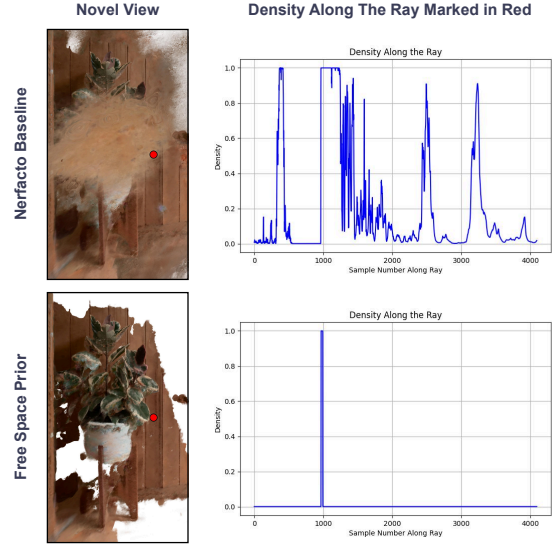 Novel View
Density Along The Ray Marked in Red
Nerfacto Baseline
Density Along the Ray
Density
1.0
0.8
0.6
0.4
0.2
0.0
0
1000
2000
3000
4000
Sample Number Along Ray
Free Space Prior
Density Along the Ray
Density
1.0
0.8
0.6
0.4
0.2
0.0
0
1000
2000
3000
4000
Sample Number Along Ray